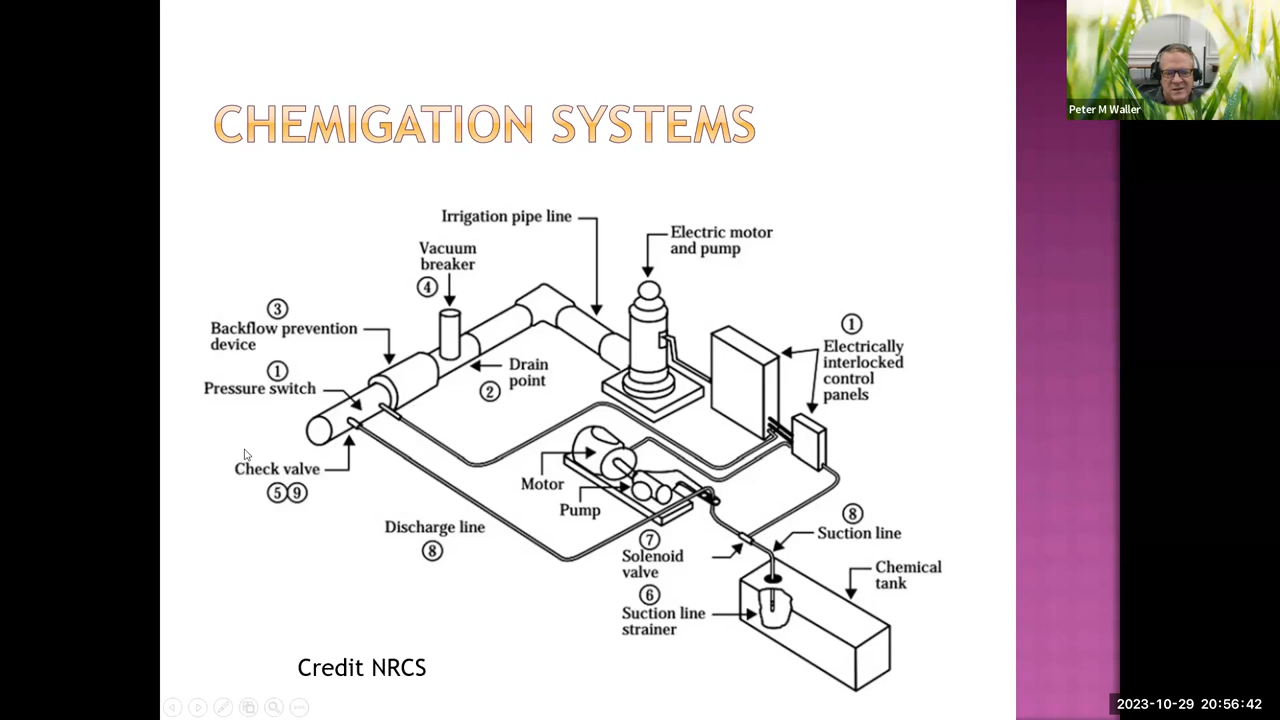 Peter M Waller
CHEMIGATION SYSTEMS
Irrigation pipe line
Electric motor
and pump
Vacuum
breaker
④
③
Backflow prevention
device
①
Electrically
interlocked
control
panels
Drain
point
②
①
Pressure switch
Check valve
⑤⑨
Motor
Pump
Discharge line
⑧
⑧
Suction line
⑦
Solenoid
valve
Chemical
tank
⑥
Suction line
strainer
Credit NRCS
2023-10-29 20:56:42